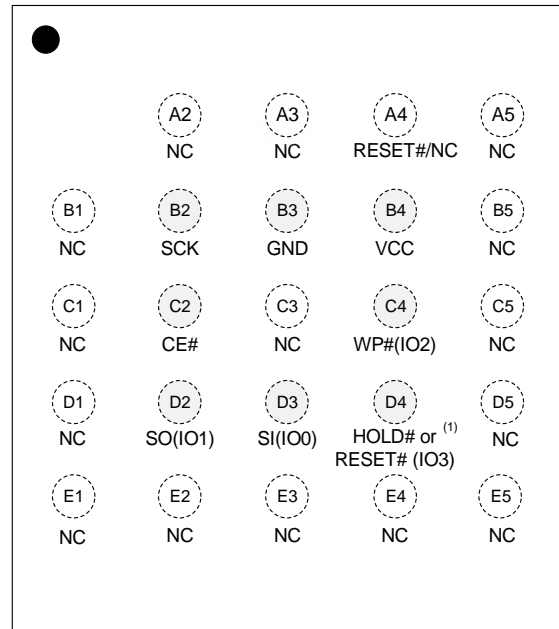 A2 A3 A4 A5
NC NC RESET#/NC NC
B1 B2 B3 B4 B5
NC SCK GND VCC NC
C1 C2 C3 C4 C5
NC CE# NC WP#(IO2) NC
D1 D2 D3 D4 D5
NC SO(IO1) SI(IO0) HOLD# or (1) NC
RESET# (IO3)
E1 E2 E3 E4 E5
NC NC NC NC NC